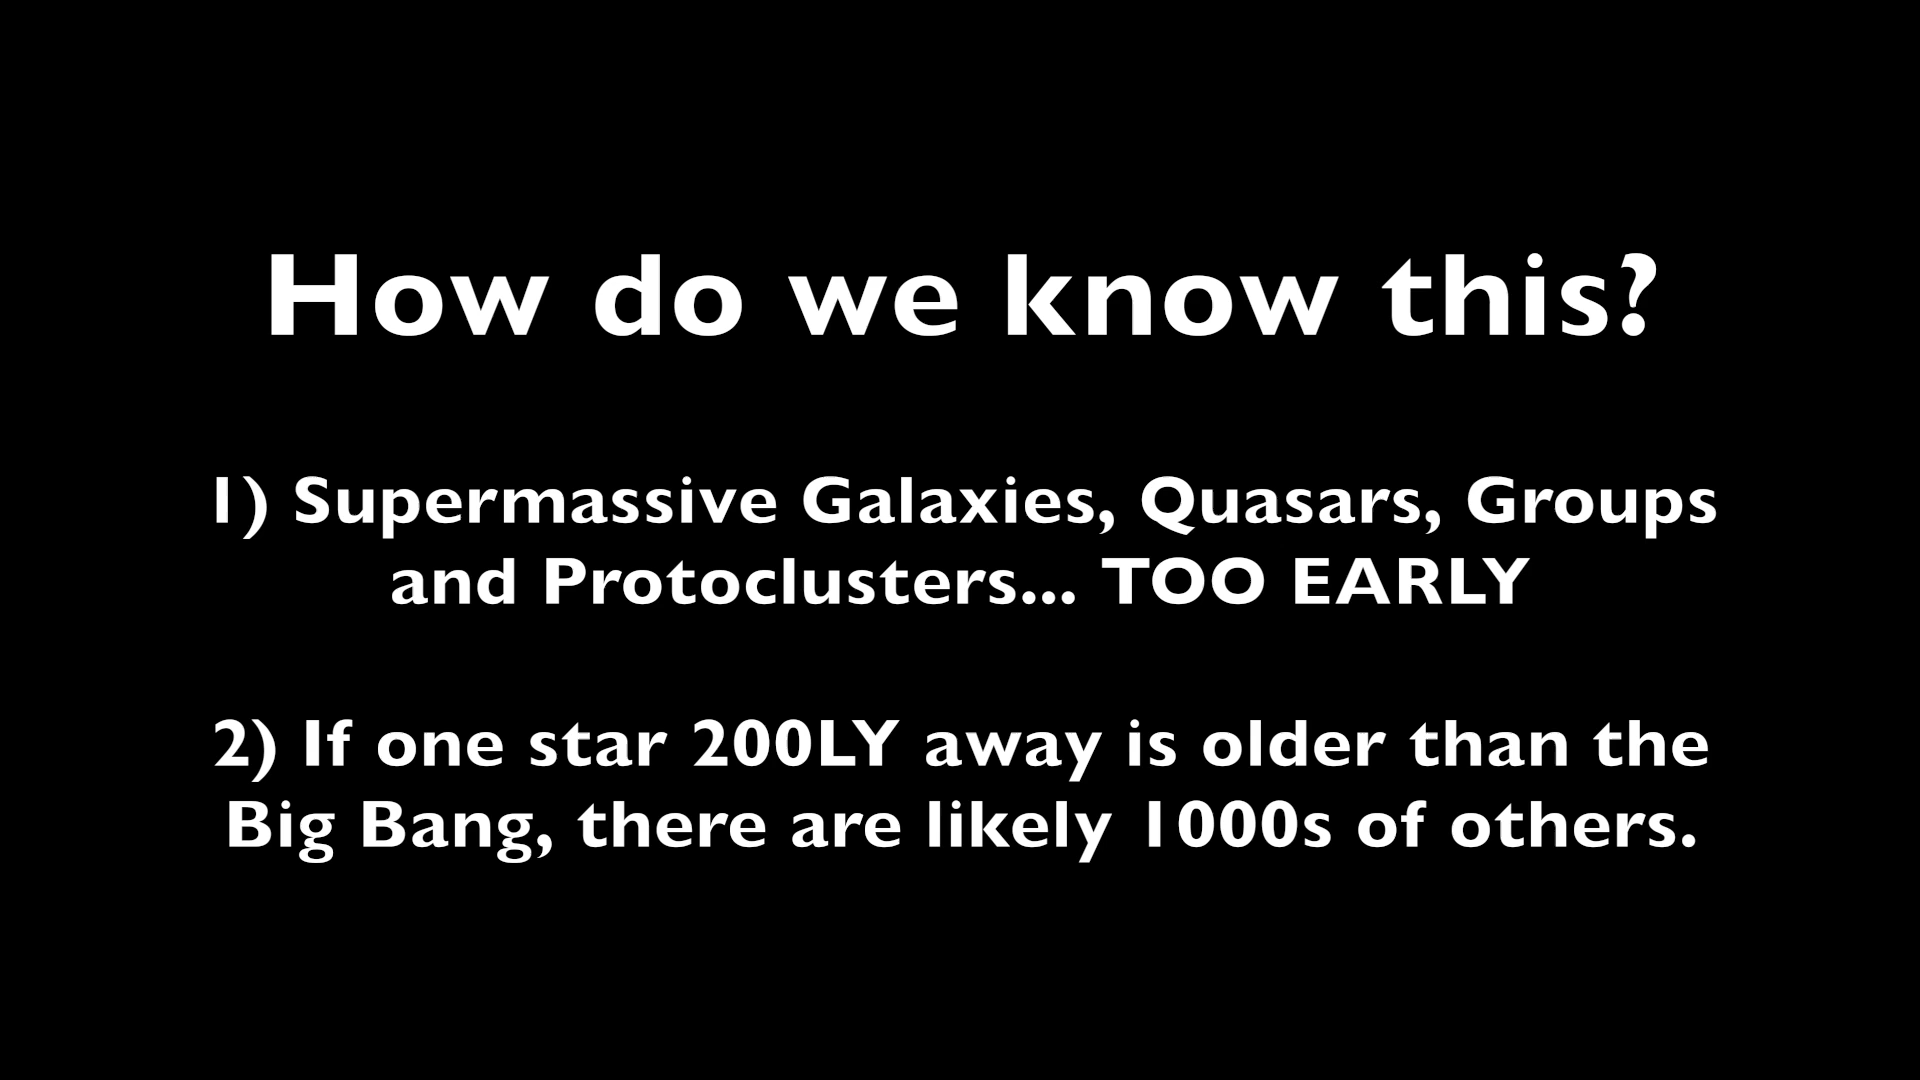 How do we know this?
1) Supermassive Galaxies, Quasars, Groups
and Protoclusters... TOO EARLY
2) If one star 200LY away is older than the
Big Bang, there are likely 1000s of others.